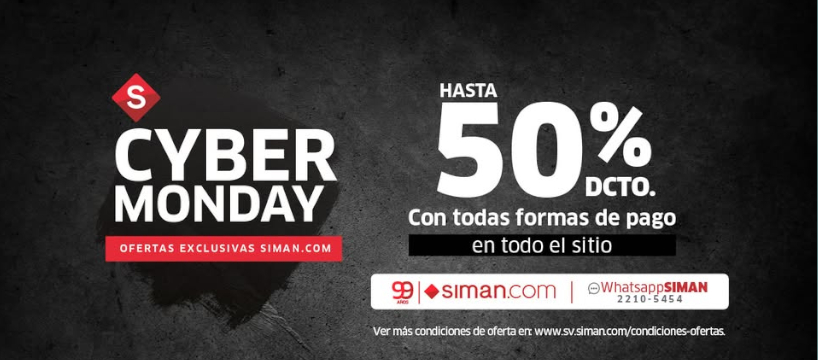 S
CYBER
MONDAY
OFERTAS EXCLUSIVAS SIMAN.COM
HASTA
50%
DCTO.
Con todas formas de pago
en todo el sitio
99 AÑOS siman.com WhatsappSIMAN
2210-5454
Ver más condiciones de oferta en: www.sv.siman.com/condiciones-ofertas.